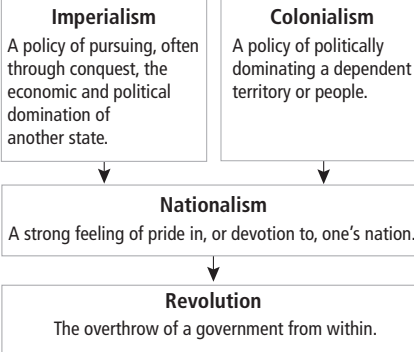 Imperialism
A policy of pursuing, often
through conquest, the
economic and political
domination of
another state.
Colonialism
A policy of politically
dominating a dependent
territory or people.
Nationalism
A strong feeling of pride in, or devotion to, one's nation.
Revolution
The overthrow of a government from within.